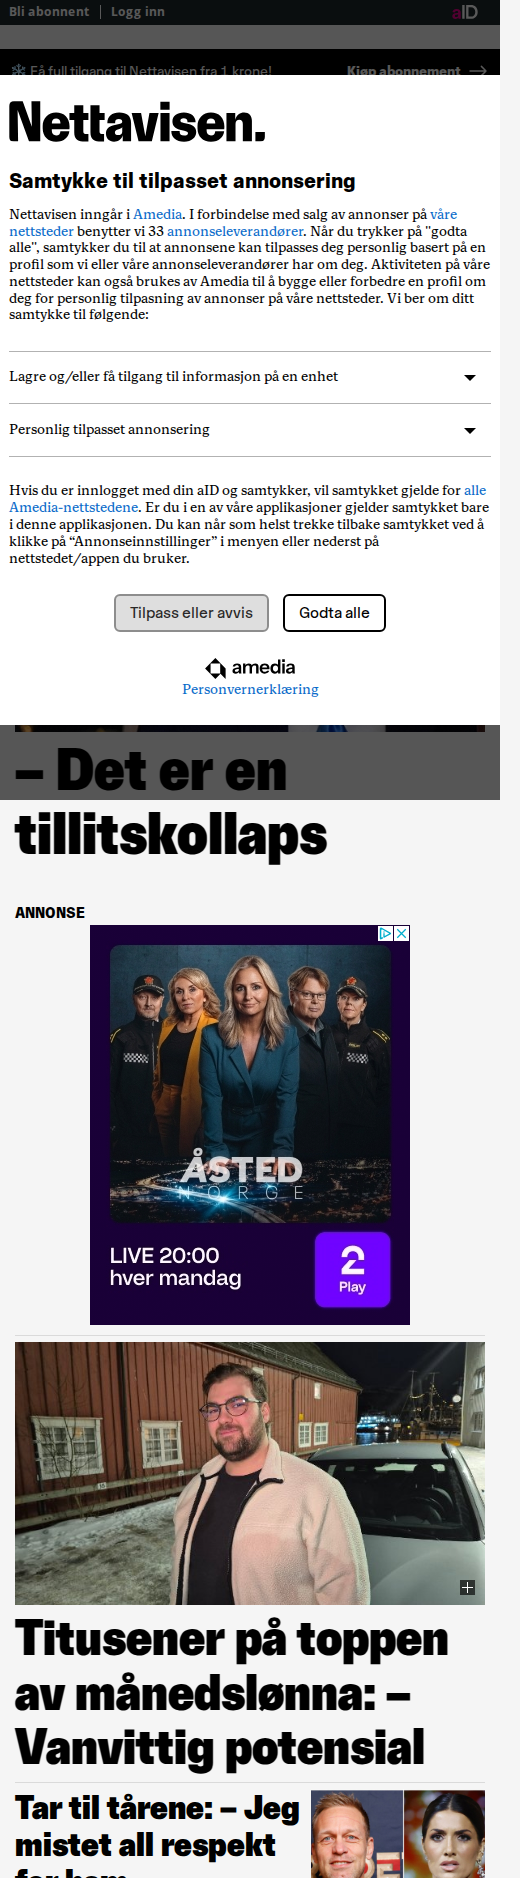 Bli abonnent | Logg inn
aID
Få full tilgang til Nettavisen fra 1 krone!
Kjøp abonnement
Nettavisen.
Samtykke til tilpasset annonsering
Nettavisen inngår i Amedia. I forbindelse med salg av annonser på våre
nettsteder benytter vi 33 annonseleverandører. Når du trykker på "godta
alle", samtykker du til at annonsene kan tilpasses deg personlig basert på en
profil som vi eller våre annonseleverandører har om deg. Aktiviteten på våre
nettsteder kan også brukes av Amedia til å bygge eller forbedre en profil om
deg for personlig tilpasning av annonser på våre nettsteder. Vi ber om ditt
samtykke til følgende:
Lagre og/eller få tilgang til informasjon på en enhet
Personlig tilpasset annonsering
Hvis du er innlogget med din aID og samtykker, vil samtykket gjelde for alle
Amedia-nettstedene. Er du i en av våre applikasjoner gjelder samtykket bare
i denne applikasjonen. Du kan når som helst trekke tilbake samtykket ved å
klikke på “Annonseinnstillinger” i menyen eller nederst på
nettstedet/appen du bruker.
Tilpass eller avvis
Godta alle
amedia
Personvernerklæring
– Det er en
tillitskollaps
ANNONSE
ÅSTED
NORGE
LIVE 20:00
hver mandag
2
Play
Titusener på toppen
av månedslønna: –
Vanvittig potensial
Tar til tårene: – Jeg
mistet all respekt
for ham